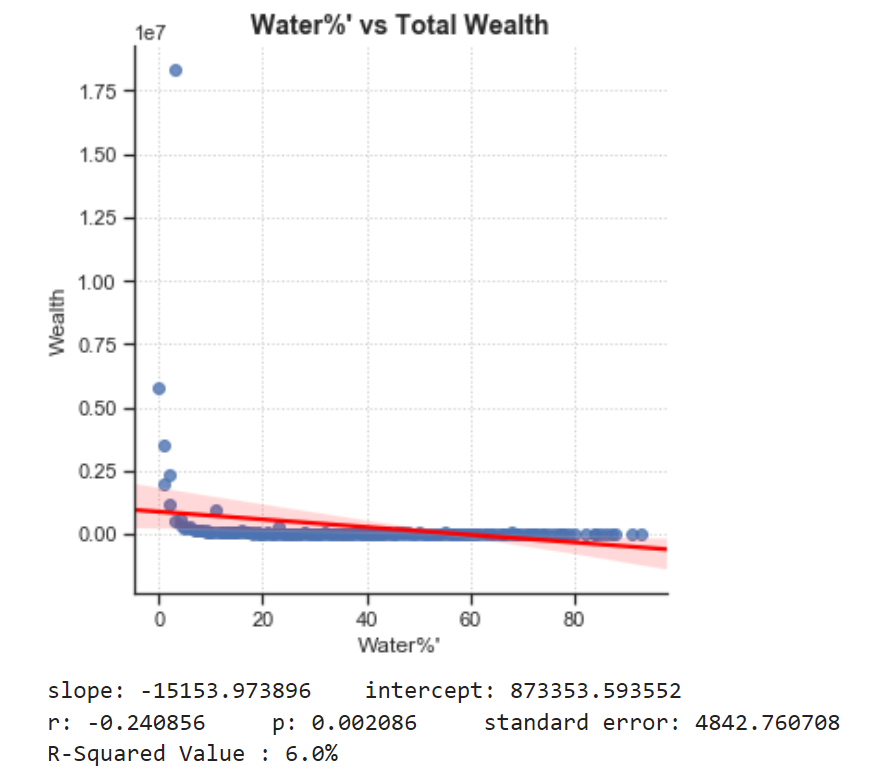 Water%' vs Total Wealth
1e7
1.75
1.50
1.25
1.00
0.75
0.50
0.25
0.00
Wealth
0 20 40 60 80
Water%'
slope: -15153.973896 intercept: 873353.593552
r: -0.240856 p: 0.002086 standard error: 4842.760708
R-Squared Value : 6.0%